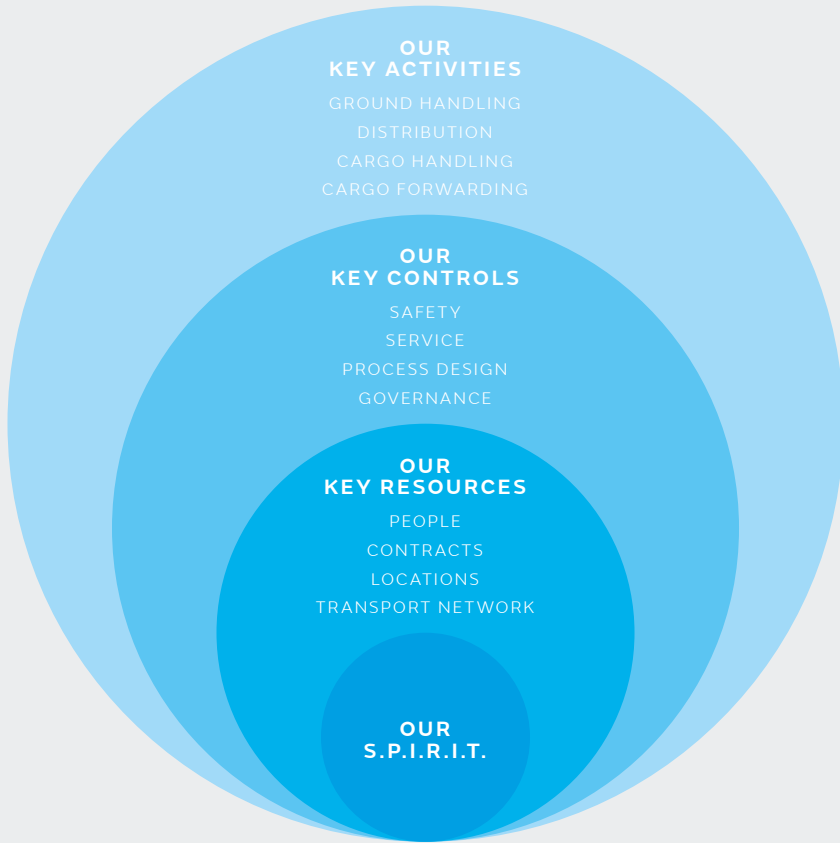 OUR
KEY ACTIVITIES
GROUND HANDLING
DISTRIBUTION
CARGO HANDLING
CARGO FORWARDING
OUR
KEY CONTROLS
SAFETY
SERVICE
PROCESS DESIGN
GOVERNANCE
OUR
KEY RESOURCES
PEOPLE
CONTRACTS
LOCATIONS
TRANSPORT NETWORK
OUR
S.P.I.R.I.T.